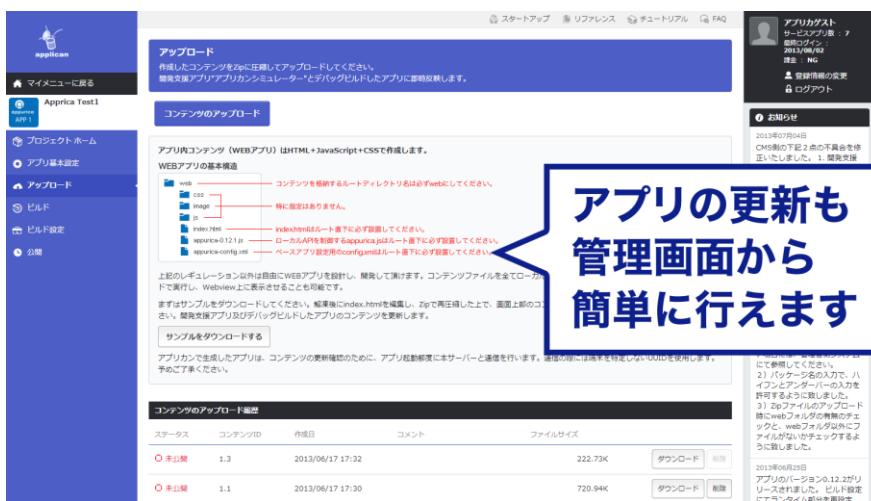 スタートアップ リファレンス チュートリアル FAQ
applican
マイメニューに戻る
Apprica Test1
appurica
APP 1
プロジェクト ホーム
アプリ基本設定
アップロード
ビルド
ビルド設定
公開
アップロード
作成したコンテンツをZipに圧縮してアップロードしてください。
開発支援アプリ"アプリカンシミュレーター"とデバッグビルドしたアプリに即時反映します。
コンテンツのアップロード
アプリ内コンテンツ（WEBアプリ）はHTML+JavaScript+CSSで作成します。
WEBアプリの基本構造
web コンテンツを格納するルートディレクトリ名は必ずwebにしてください。
css
image 特に指定はありません。
js
index.html index.htmlはルート直下に必ず設置してください。
appurica-0.12.1.js ローカルAPIを制御するappurica.jsはルート直下に必ず設置してください。
appurica-config.xml ベースアプリ設定用のconfig.xmlはルート直下に必ず設置してください。
上記のレギュレーション以外は自由にWEBアプリを設計し、開発して頂けます。コンテンツファイルを全てローカ
ドで実行し、Webview上に表示させることも可能です。
まずはサンプルをダウンロードしてください。解凍後にindex.htmlを編集し、Zipで再圧縮した上で、画面上部のコン
さい。開発支援アプリ及びデバッグビルドしたアプリのコンテンツを更新します。
サンプルをダウンロードする
アプリカンで生成したアプリは、コンテンツの更新確認のために、アプリ起動都度に本サーバーと通信を行います。通信の際には端末を特定しないUUIDを使用します。
予めご了承ください。
コンテンツのアップロード履歴
ステータス コンテンツID 作成日 コメント ファイルサイズ
未公開 1.3 2013/06/17 17:32 222.73K ダウンロード 削除
未公開 1.1 2013/06/17 17:30 720.94K ダウンロード 削除
アプリカゲスト
サービスアプリ数 : 7
最終ログイン :
2013/08/02
課金 : NG
登録情報の変更
ログアウト
お知らせ
2013年07月04日
CMS側の下記２点の不具合を修
正いたしました。 1. 開発支援
アプリの更新も
管理画面から
簡単に行えます
にて参照してください。
2）パッケージ名の入力で、ハ
イフンとアンダーバーの入力を
許可するように致しました。
3）Zipファイルのアップロード
時にwebフォルダの有無のチェ
ックと、webフォルダ以外にフ
ァイルがないかチェックするよ
うに致しました。
2013年06月25日
アプリのバージョン0.12.2がリ
リースされました。 ビルド設定
にてランタイム部分を再設定